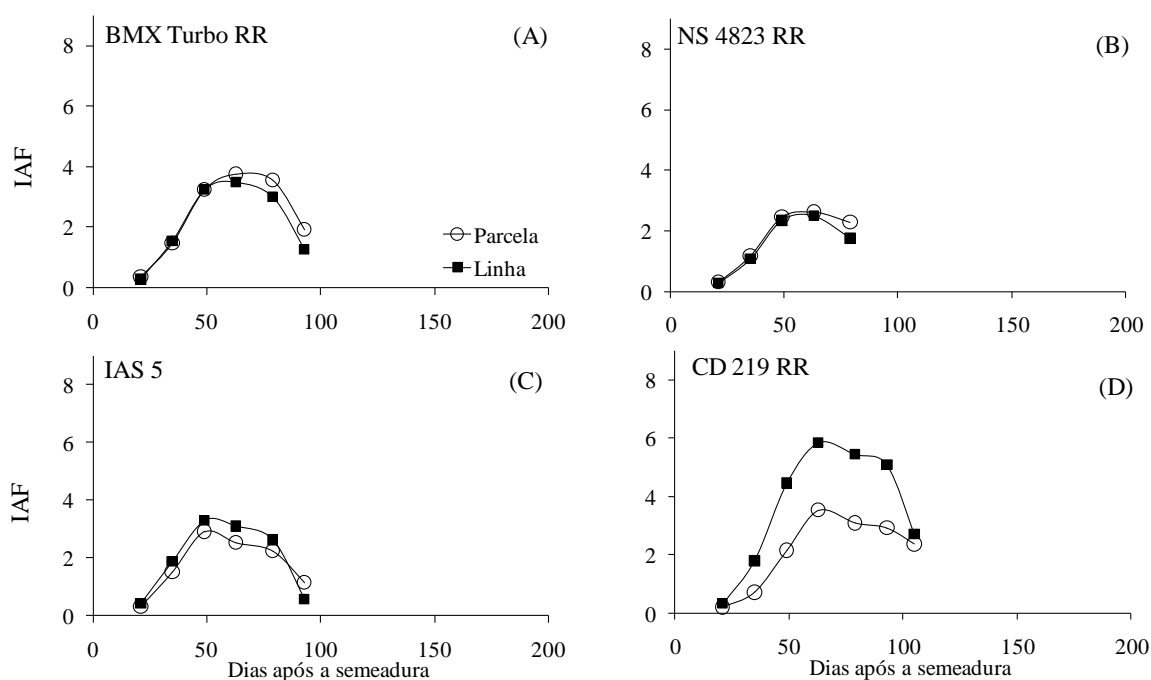 BMX Turbo RR
(A)
8
6
4
2
0
IAF
0 50 100 150 200
Parcela
Linha
NS 4823 RR
(B)
8
6
4
2
0
0 50 100 150 200
IAS 5
(C)
8
6
4
2
0
IAF
0 50 100 150 200
Dias após a semeadura
CD 219 RR
(D)
8
6
4
2
0
0 50 100 150 200
Dias após a semeadura